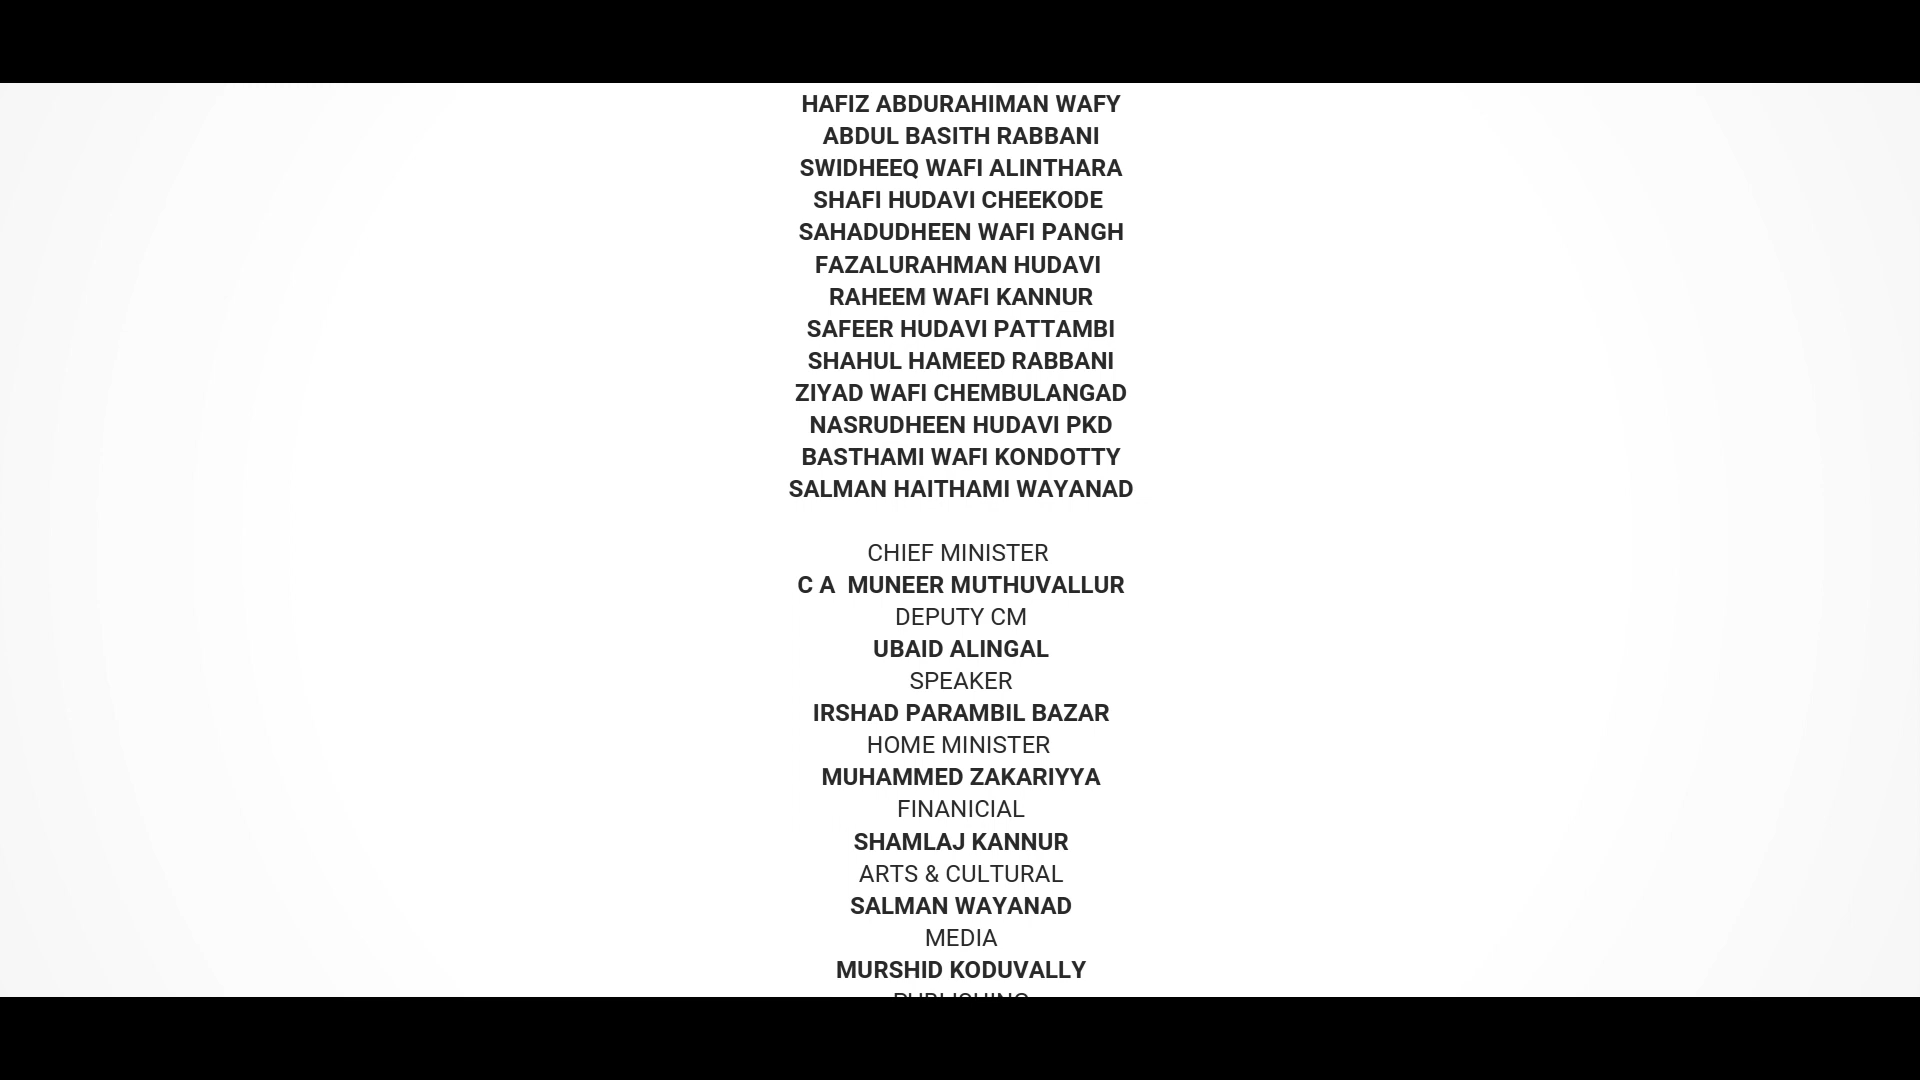 HAFIZ ABDURAHIMAN WAFY
ABDUL BASITH RABBANI
SWIDHEEQ WAFI ALINTHARA
SHAFI HUDAVI CHEEKODE
SAHADUDHEEN WAFI PANGH
FAZALURAHMAN HUDAVI
RAHEEM WAFI KANNUR
SAFEER HUDAVI PATTAMBI
SHAHUL HAMEED RABBANI
ZIYAD WAFI CHEMBULANGAD
NASRUDHEEN HUDAVI PKD
BASTHAMI WAFI KONDOTTY
SALMAN HAITHAMI WAYANAD
CHIEF MINISTER
C A  MUNEER MUTHUVALLUR
DEPUTY CM
UBAID ALINGAL
SPEAKER
IRSHAD PARAMBIL BAZAR
HOME MINISTER
MUHAMMED ZAKARIYYA
FINANICIAL
SHAMLAJ KANNUR
ARTS & CULTURAL
SALMAN WAYANAD
MEDIA
MURSHID KODUVALLY
PUBLISHING